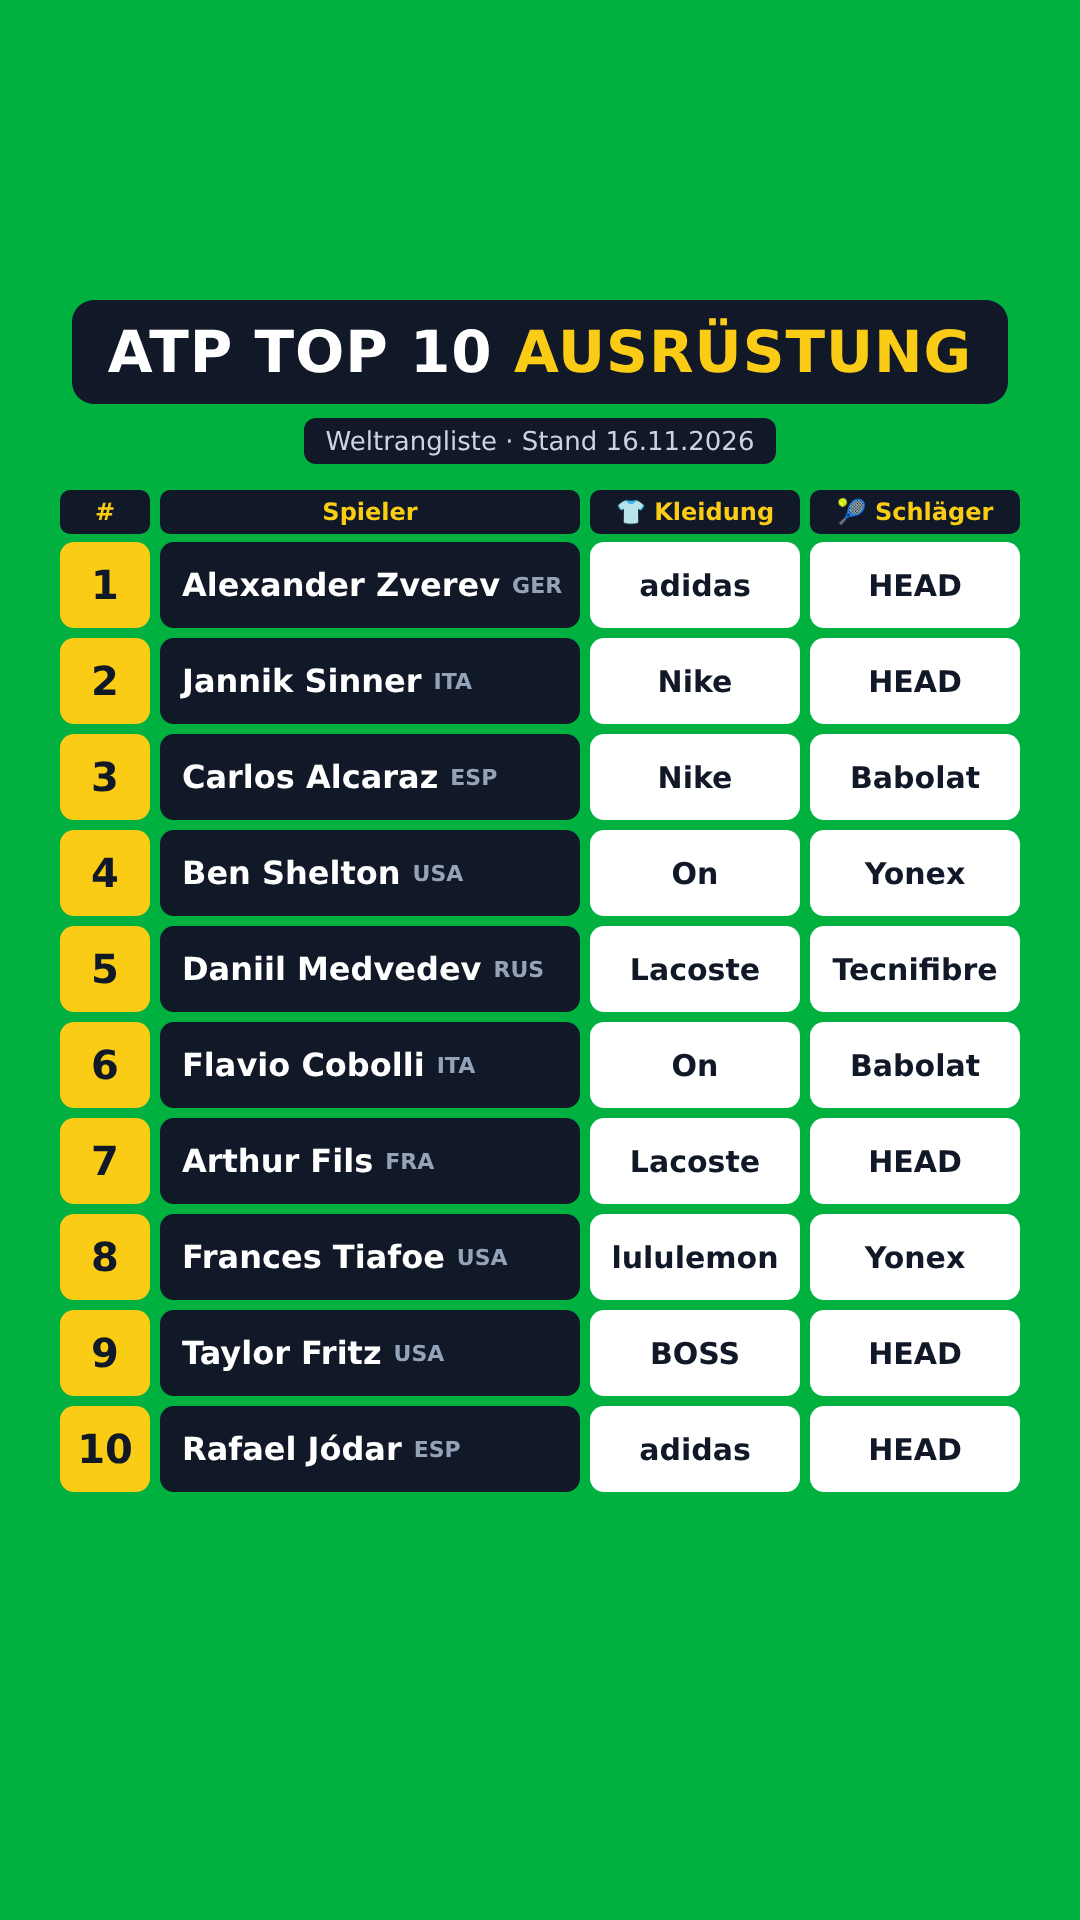 ATP TOP 10 AUSRÜSTUNG
Weltrangliste · Stand 16.11.2026
# Spieler 👕 Kleidung 🎾 Schläger
1 Alexander Zverev GER adidas HEAD
2 Jannik Sinner ITA Nike HEAD
3 Carlos Alcaraz ESP Nike Babolat
4 Ben Shelton USA On Yonex
5 Daniil Medvedev RUS Lacoste Tecnifibre
6 Flavio Cobolli ITA On Babolat
7 Arthur Fils FRA Lacoste HEAD
8 Frances Tiafoe USA lululemon Yonex
9 Taylor Fritz USA BOSS HEAD
10 Rafael Jódar ESP adidas HEAD